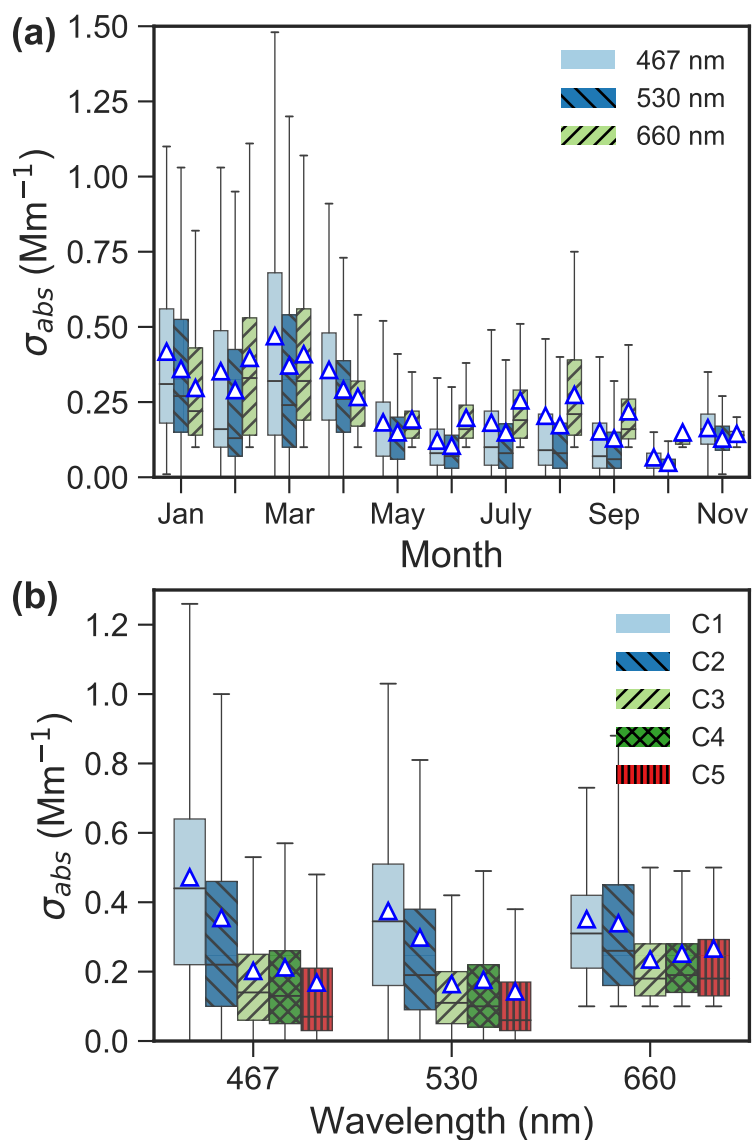 (a)
1.50
1.25
1.00
0.75
0.50
0.25
0.00
σabs (Mm⁻¹)
467 nm
530 nm
660 nm
Jan Mar May July Sep Nov
Month
(b)
1.2
1.0
0.8
0.6
0.4
0.2
0.0
σabs (Mm⁻¹)
C1
C2
C3
C4
C5
467 530 660
Wavelength (nm)